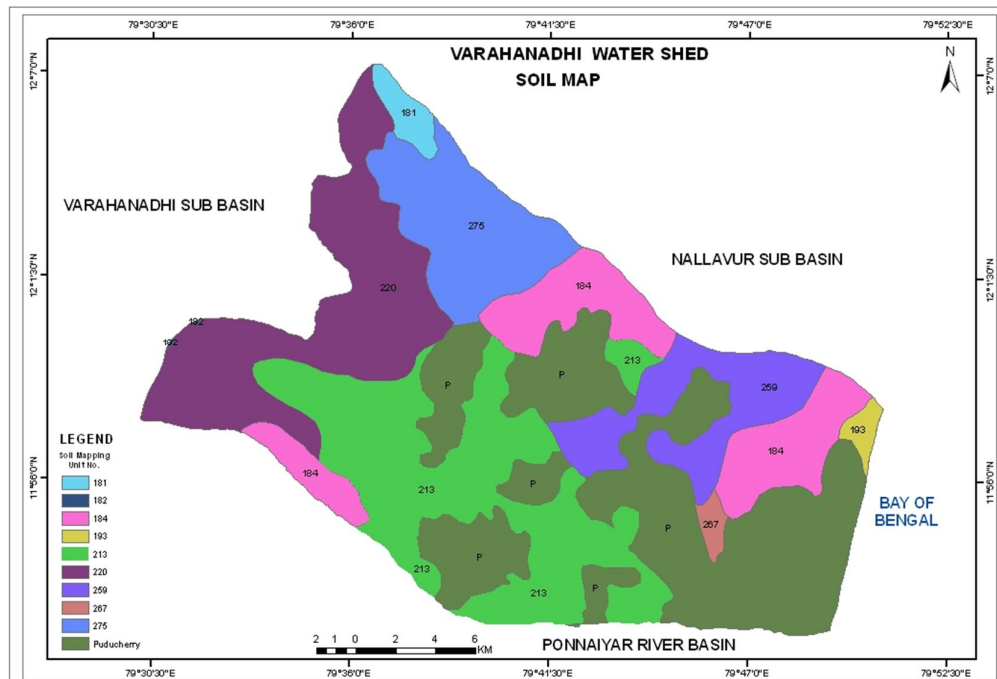 79°30'30"E 79°36'0"E 79°41'30"E 79°47'0"E 79°52'30"E
VARAHANADHI WATER SHED
SOIL MAP
N
12°7'0"N
12°7'0"N
181
VARAHANADHI SUB BASIN
275
NALLAVUR SUB BASIN
12°1'30"N
12°1'30"N
220
184
182
182
213
P
P
259
193
184
184
LEGEND
Soil Mapping
Unit No.
181
182
184
193
213
220
259
267
275
Puducherry
11°56'0"N
11°56'0"N
213
P
BAY OF
BENGAL
267
P
P
213
P
213
2 1 0 2 4 6
KM
PONNAIYAR RIVER BASIN
79°30'30"E 79°36'0"E 79°41'30"E 79°47'0"E 79°52'30"E